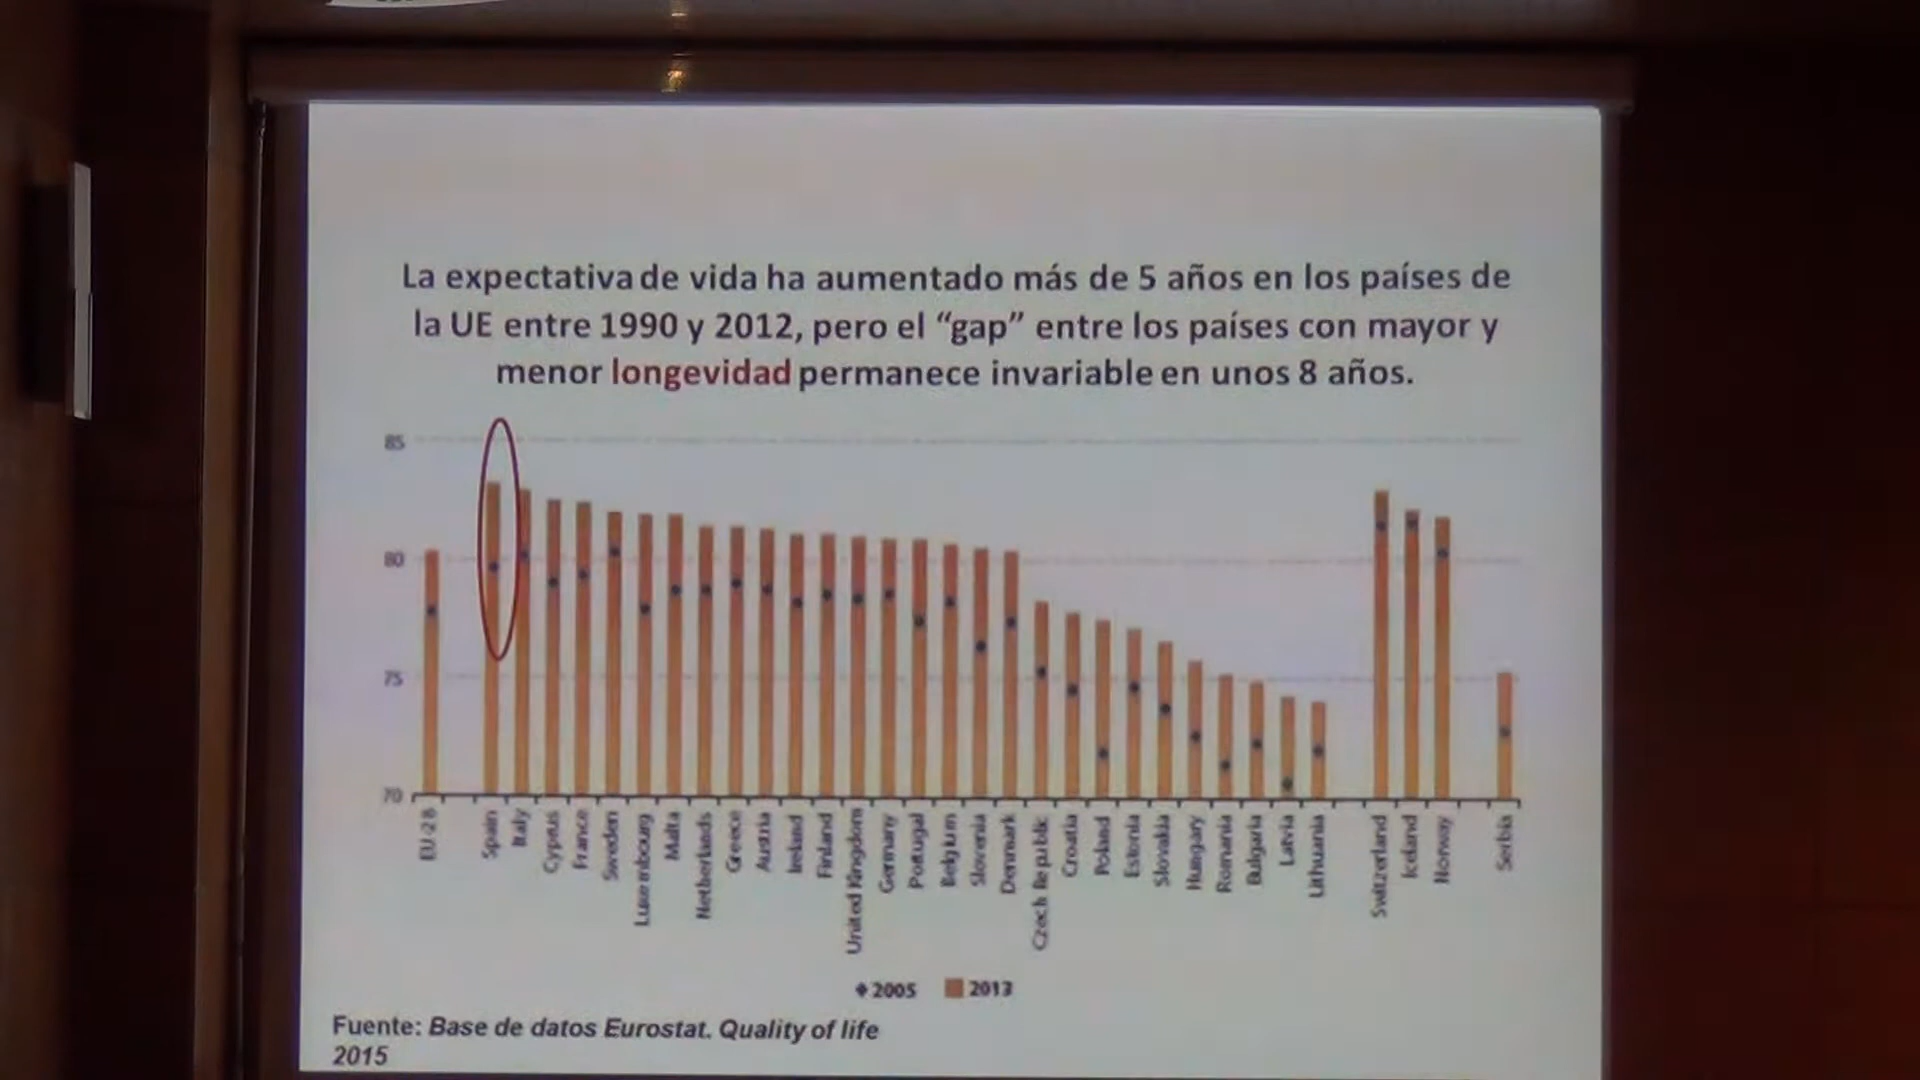 La expectativa de vida ha aumentado más de 5 años en los países de
la UE entre 1990 y 2012, pero el “gap” entre los países con mayor y
menor longevidad permanece invariable en unos 8 años.
85
80
75
70
EU-28
Spain
Italy
Cyprus
France
Sweden
Luxembourg
Malta
Netherlands
Greece
Austria
Ireland
Finland
United Kingdom
Germany
Portugal
Belgium
Slovenia
Denmark
Czech Republic
Croatia
Poland
Estonia
Slovakia
Hungary
Romania
Bulgaria
Latvia
Lithuania
Switzerland
Iceland
Norway
Serbia
2005 2013
Fuente: Base de datos Eurostat. Quality of life
2015